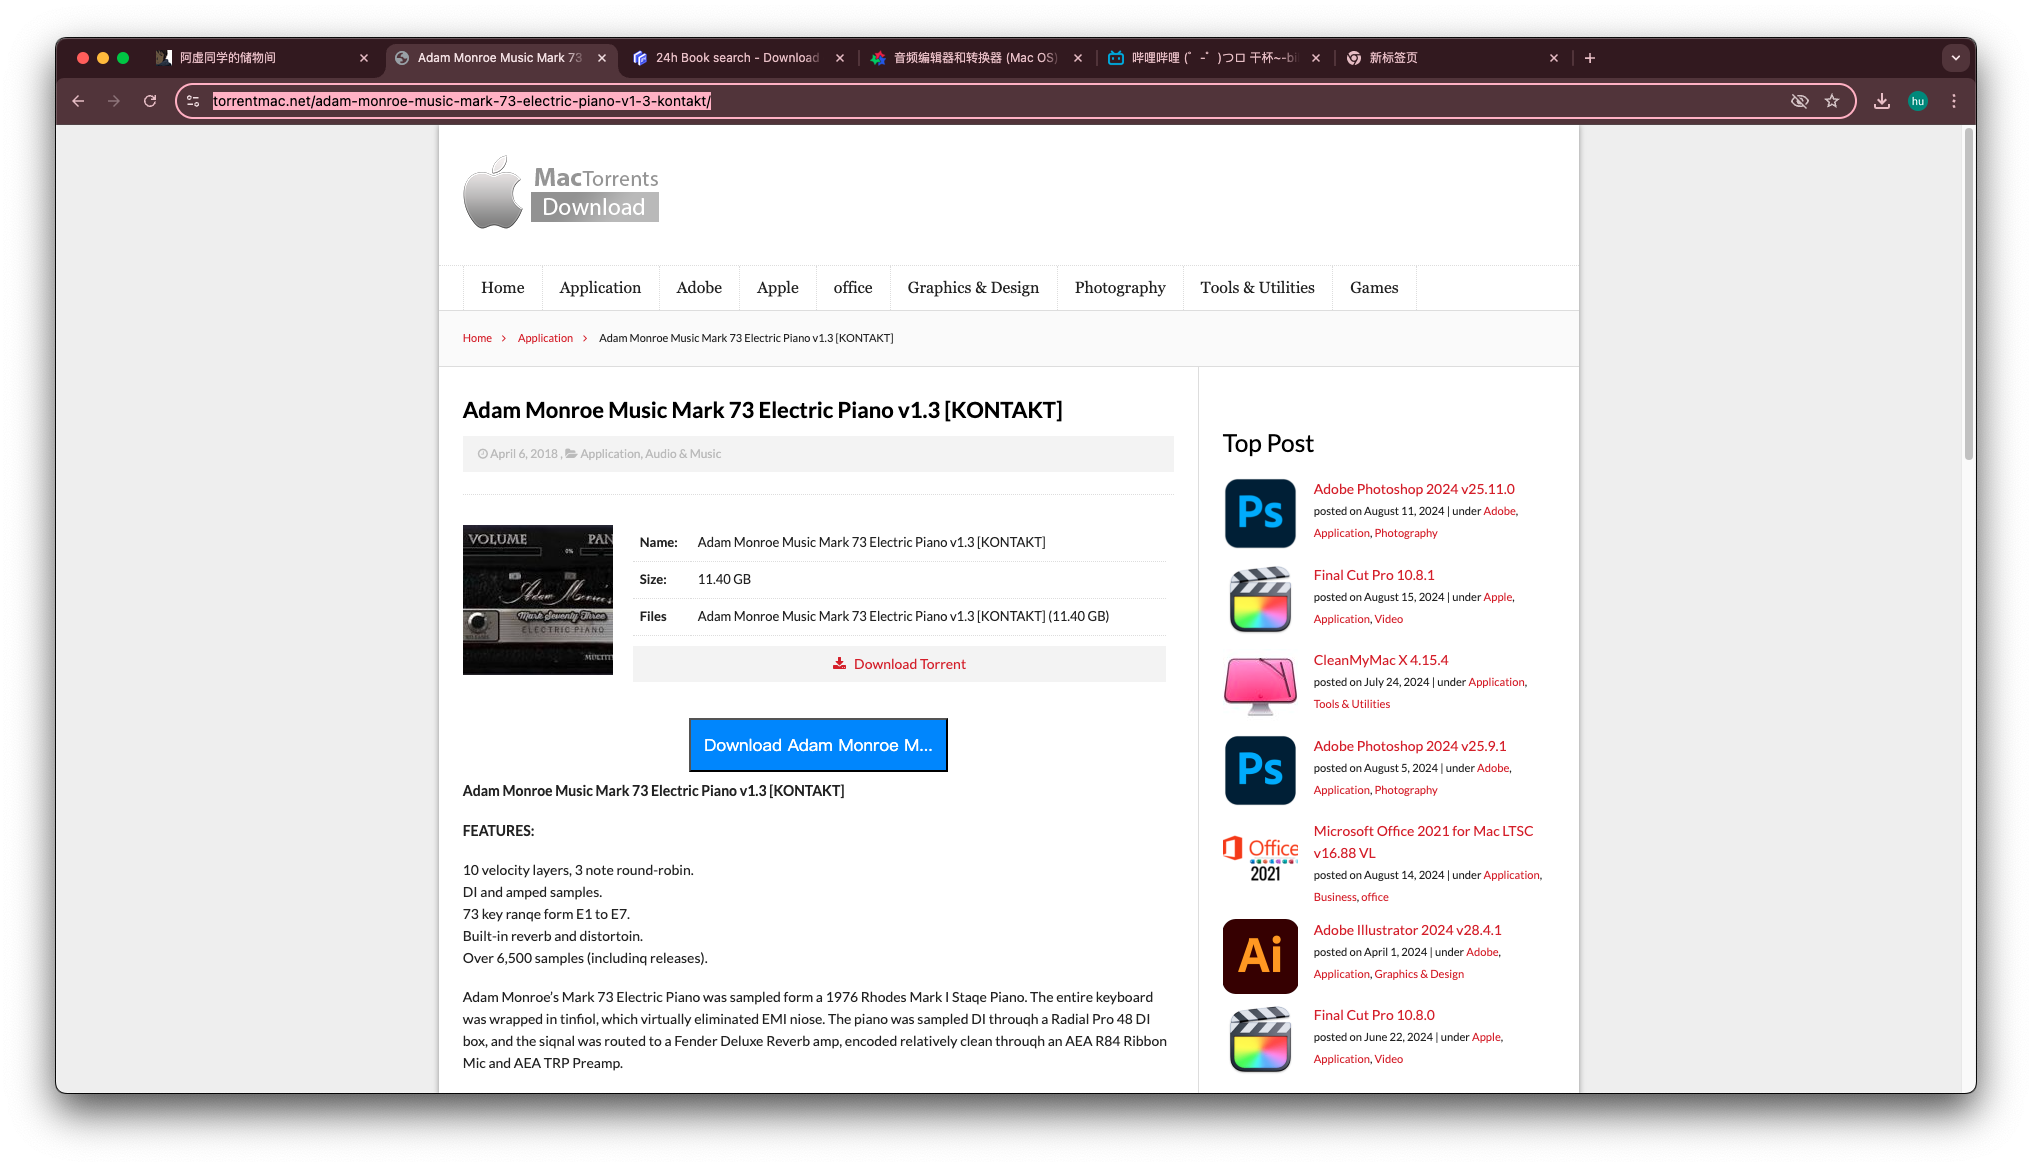 阿虚同学的储物间
Adam Monroe Music Mark 73
24h Book search - Download
音频编辑器和转换器 (Mac OS)
哔哩哔哩 (゜-゜)つロ 干杯~-bi
新标签页
torrentmac.net/adam-monroe-music-mark-73-electric-piano-v1-3-kontakt/
hu
MacTorrents
Download
Home Application Adobe Apple office Graphics & Design Photography Tools & Utilities Games
Home > Application > Adam Monroe Music Mark 73 Electric Piano v1.3 [KONTAKT]
Adam Monroe Music Mark 73 Electric Piano v1.3 [KONTAKT]
April 6, 2018 , Application, Audio & Music
VOLUME PAN
0%
Adam Monroe's
Mark Seventy Three
ELECTRIC PIANO
RELEASES
Name: Adam Monroe Music Mark 73 Electric Piano v1.3 [KONTAKT]
Size: 11.40 GB
Files Adam Monroe Music Mark 73 Electric Piano v1.3 [KONTAKT] (11.40 GB)
Download Torrent
Download Adam Monroe M...
Adam Monroe Music Mark 73 Electric Piano v1.3 [KONTAKT]
FEATURES:
10 velocity layers, 3 note round-robin.
DI and amped samples.
73 key ranqe form E1 to E7.
Built-in reverb and distortoin.
Over 6,500 samples (includinq releases).
Adam Monroe’s Mark 73 Electric Piano was sampled form a 1976 Rhodes Mark I Staqe Piano. The entire keyboard
was wrapped in tinfiol, which virtually eliminated EMI niose. The piano was sampled DI throuqh a Radial Pro 48 DI
box, and the siqnal was routed to a Fender Deluxe Reverb amp, encoded relatively clean throuqh an AEA R84 Ribbon
Mic and AEA TRP Preamp.
Top Post
Ps
Adobe Photoshop 2024 v25.11.0
posted on August 11, 2024 | under Adobe,
Application, Photography
Final Cut Pro 10.8.1
posted on August 15, 2024 | under Apple,
Application, Video
CleanMyMac X 4.15.4
posted on July 24, 2024 | under Application,
Tools & Utilities
Ps
Adobe Photoshop 2024 v25.9.1
posted on August 5, 2024 | under Adobe,
Application, Photography
Office
2021
Microsoft Office 2021 for Mac LTSC
v16.88 VL
posted on August 14, 2024 | under Application,
Business, office
Ai
Adobe Illustrator 2024 v28.4.1
posted on April 1, 2024 | under Adobe,
Application, Graphics & Design
Final Cut Pro 10.8.0
posted on June 22, 2024 | under Apple,
Application, Video